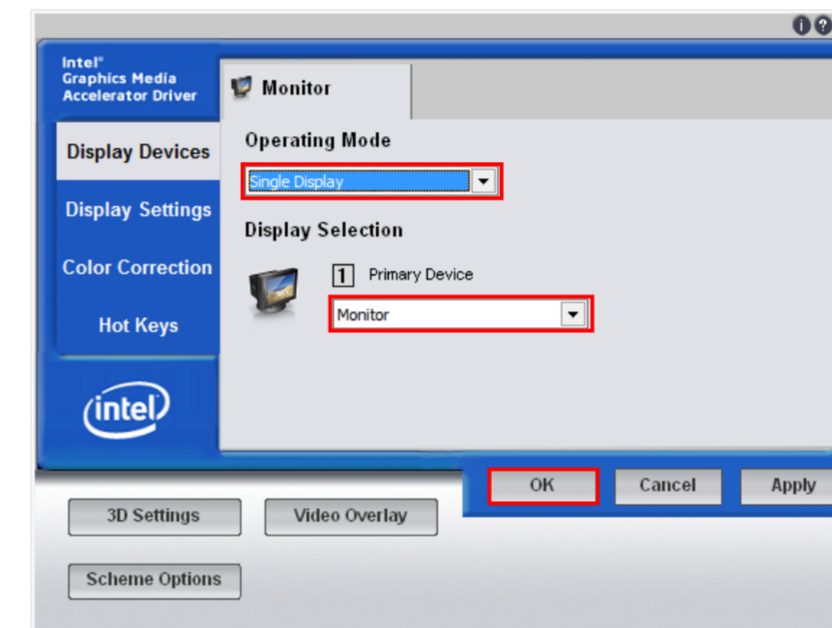 Intel®
Graphics Media
Accelerator Driver
Monitor
Display Devices
Display Settings
Color Correction
Hot Keys
Operating Mode
Single Display
Display Selection
1 Primary Device
Monitor
intel
OK Cancel Apply
3D Settings Video Overlay
Scheme Options